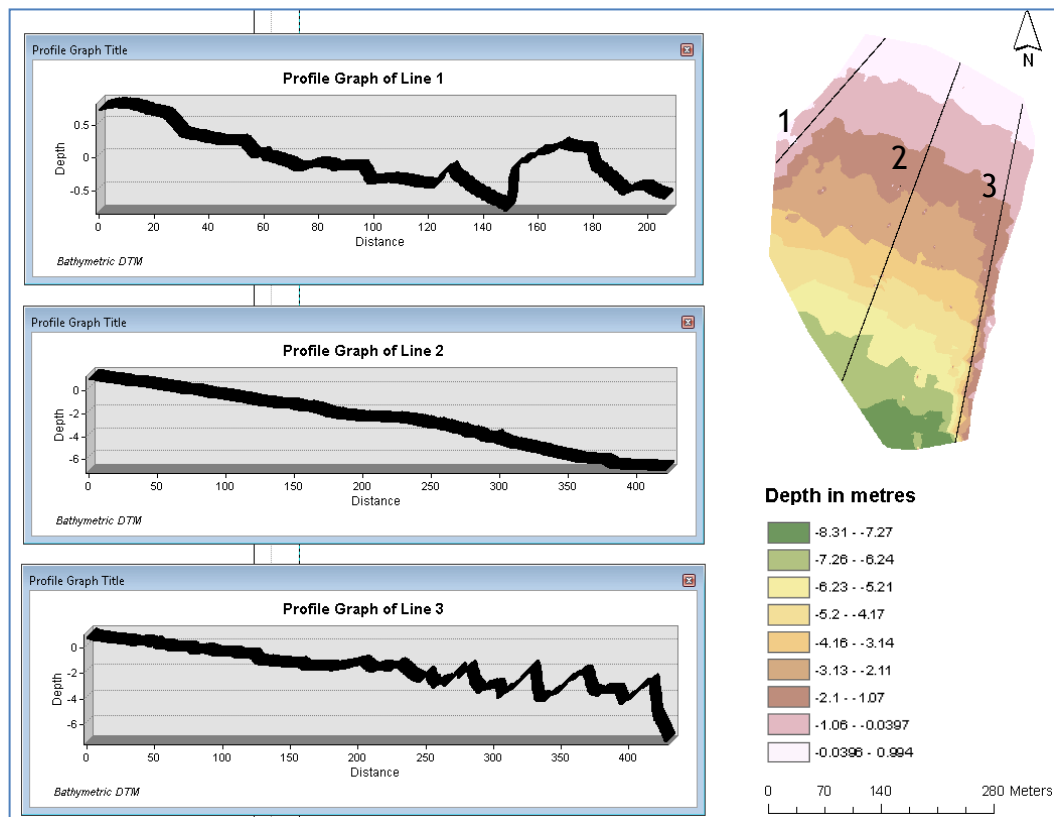 Profile Graph Title
Profile Graph of Line 1
0.5
0
-0.5
Depth
0 20 40 60 80 100 120 140 160 180 200
Distance
Bathymetric DTM
Profile Graph Title
Profile Graph of Line 2
0
-2
-4
-6
Depth
0 50 100 150 200 250 300 350 400
Distance
Bathymetric DTM
Profile Graph Title
Profile Graph of Line 3
0
-2
-4
-6
Depth
0 50 100 150 200 250 300 350 400
Distance
Bathymetric DTM
N
1
2
3
Depth in metres
-8.31 - -7.27
-7.26 - -6.24
-6.23 - -5.21
-5.2 - -4.17
-4.16 - -3.14
-3.13 - -2.11
-2.1 - -1.07
-1.06 - -0.0397
-0.0396 - 0.994
0 70 140 280 Meters